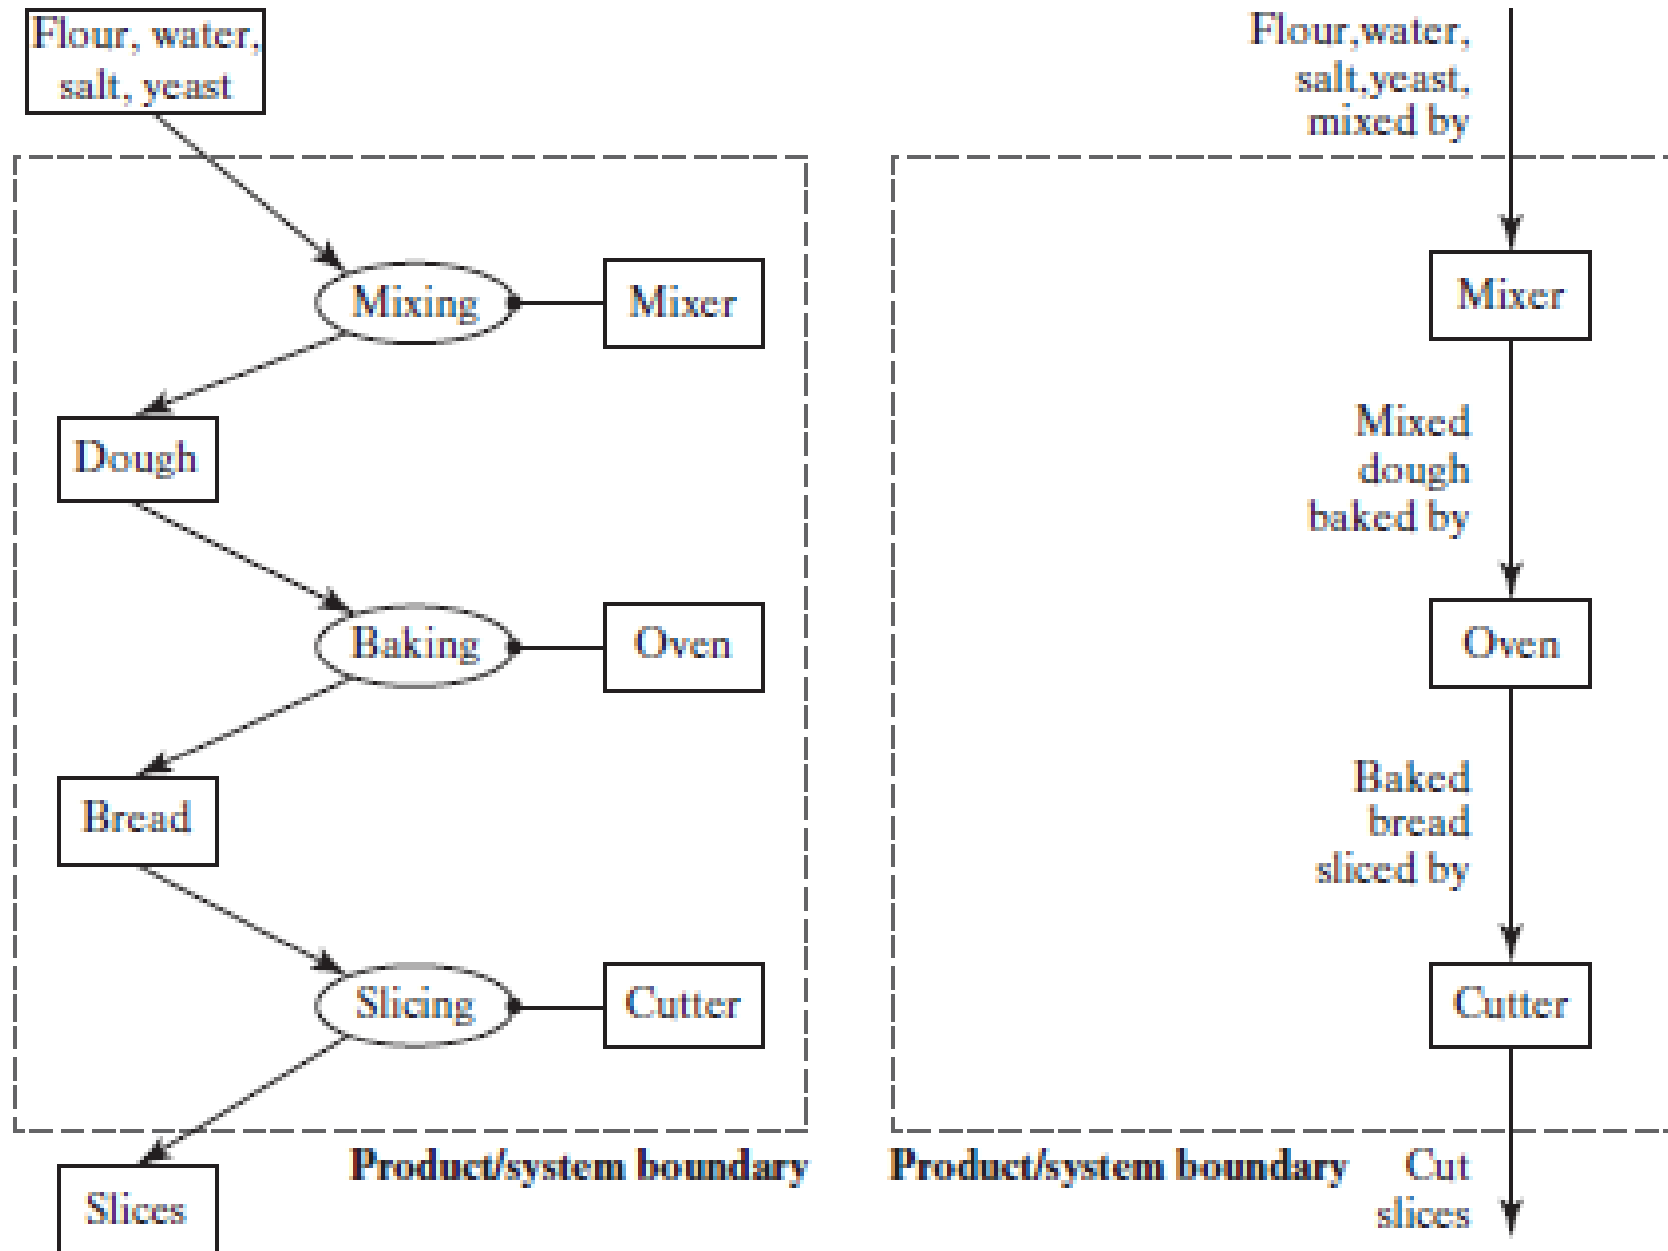 Flour, water,
salt, yeast
Mixing
Mixer
Dough
Baking
Oven
Bread
Slicing
Cutter
Product/system boundary
Slices
Flour,water,
salt,yeast,
mixed by
Mixer
Mixed
dough
baked by
Oven
Baked
bread
sliced by
Cutter
Product/system boundary
Cut
slices